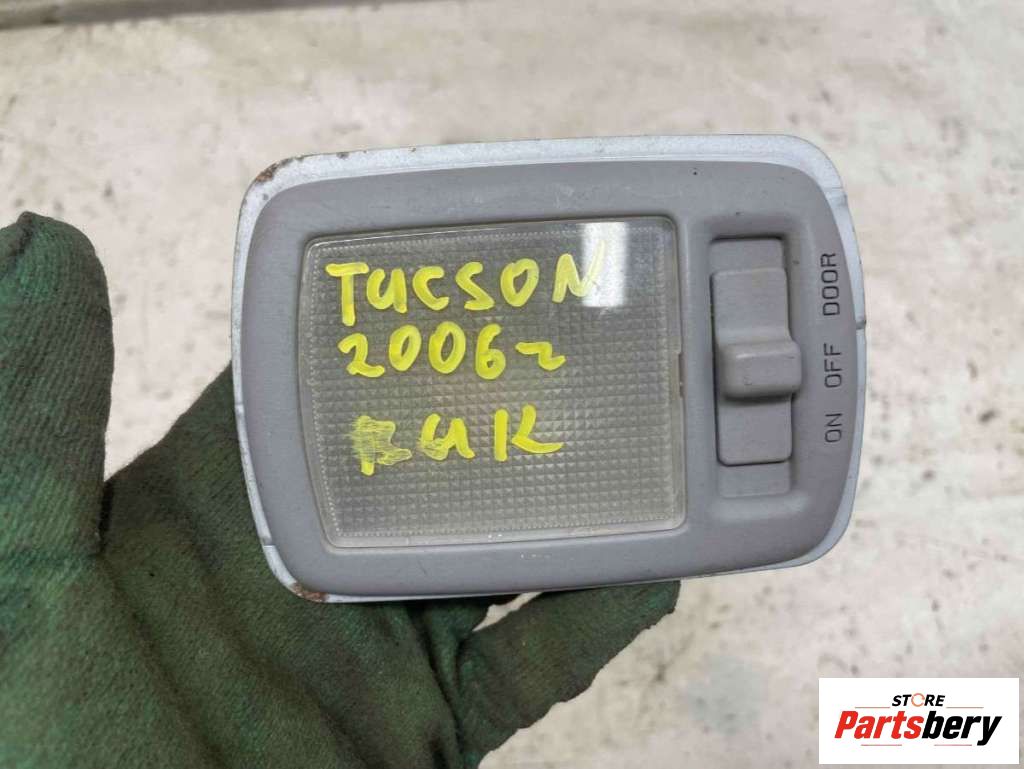 TUCSON
2006г
DOOR
OFF
ON
STORE
Partsbery